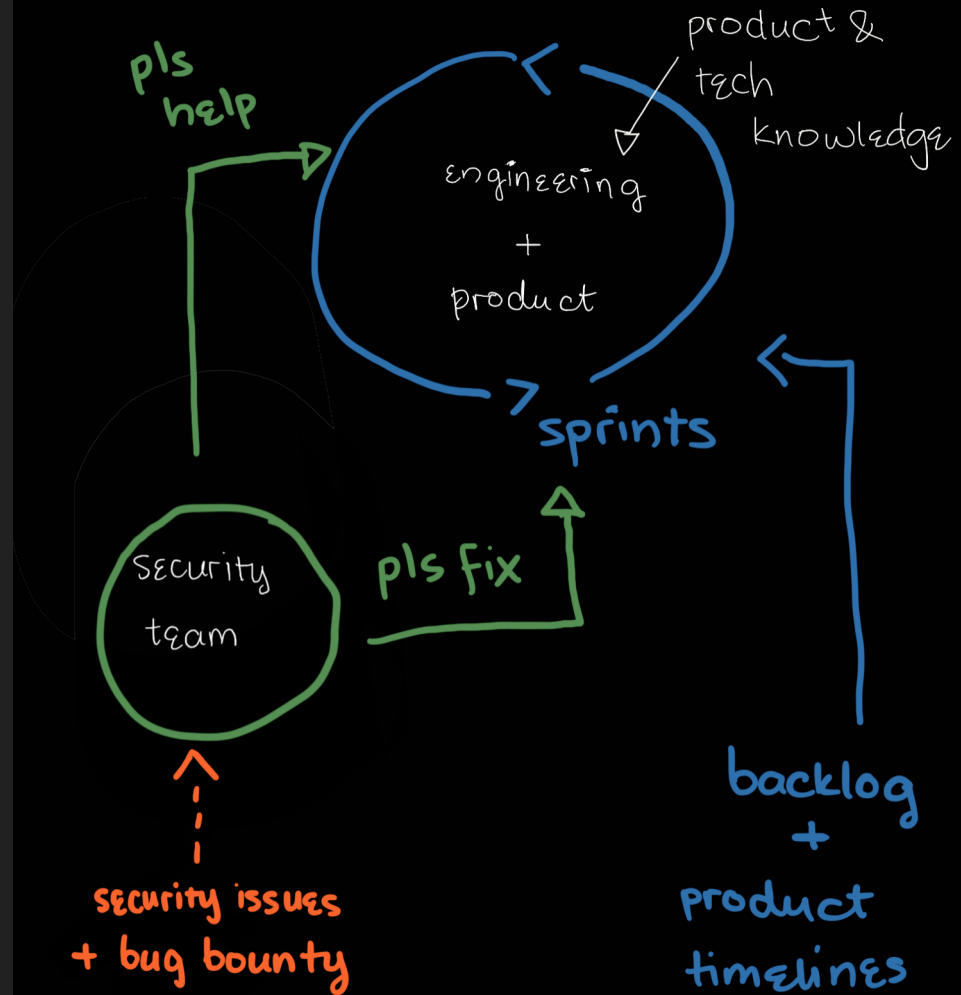 product &
tech
knowledge
pls
help
engineering
+
product
sprints
pls fix
security
team
backlog
+
product
timelines
security issues
+ bug bounty